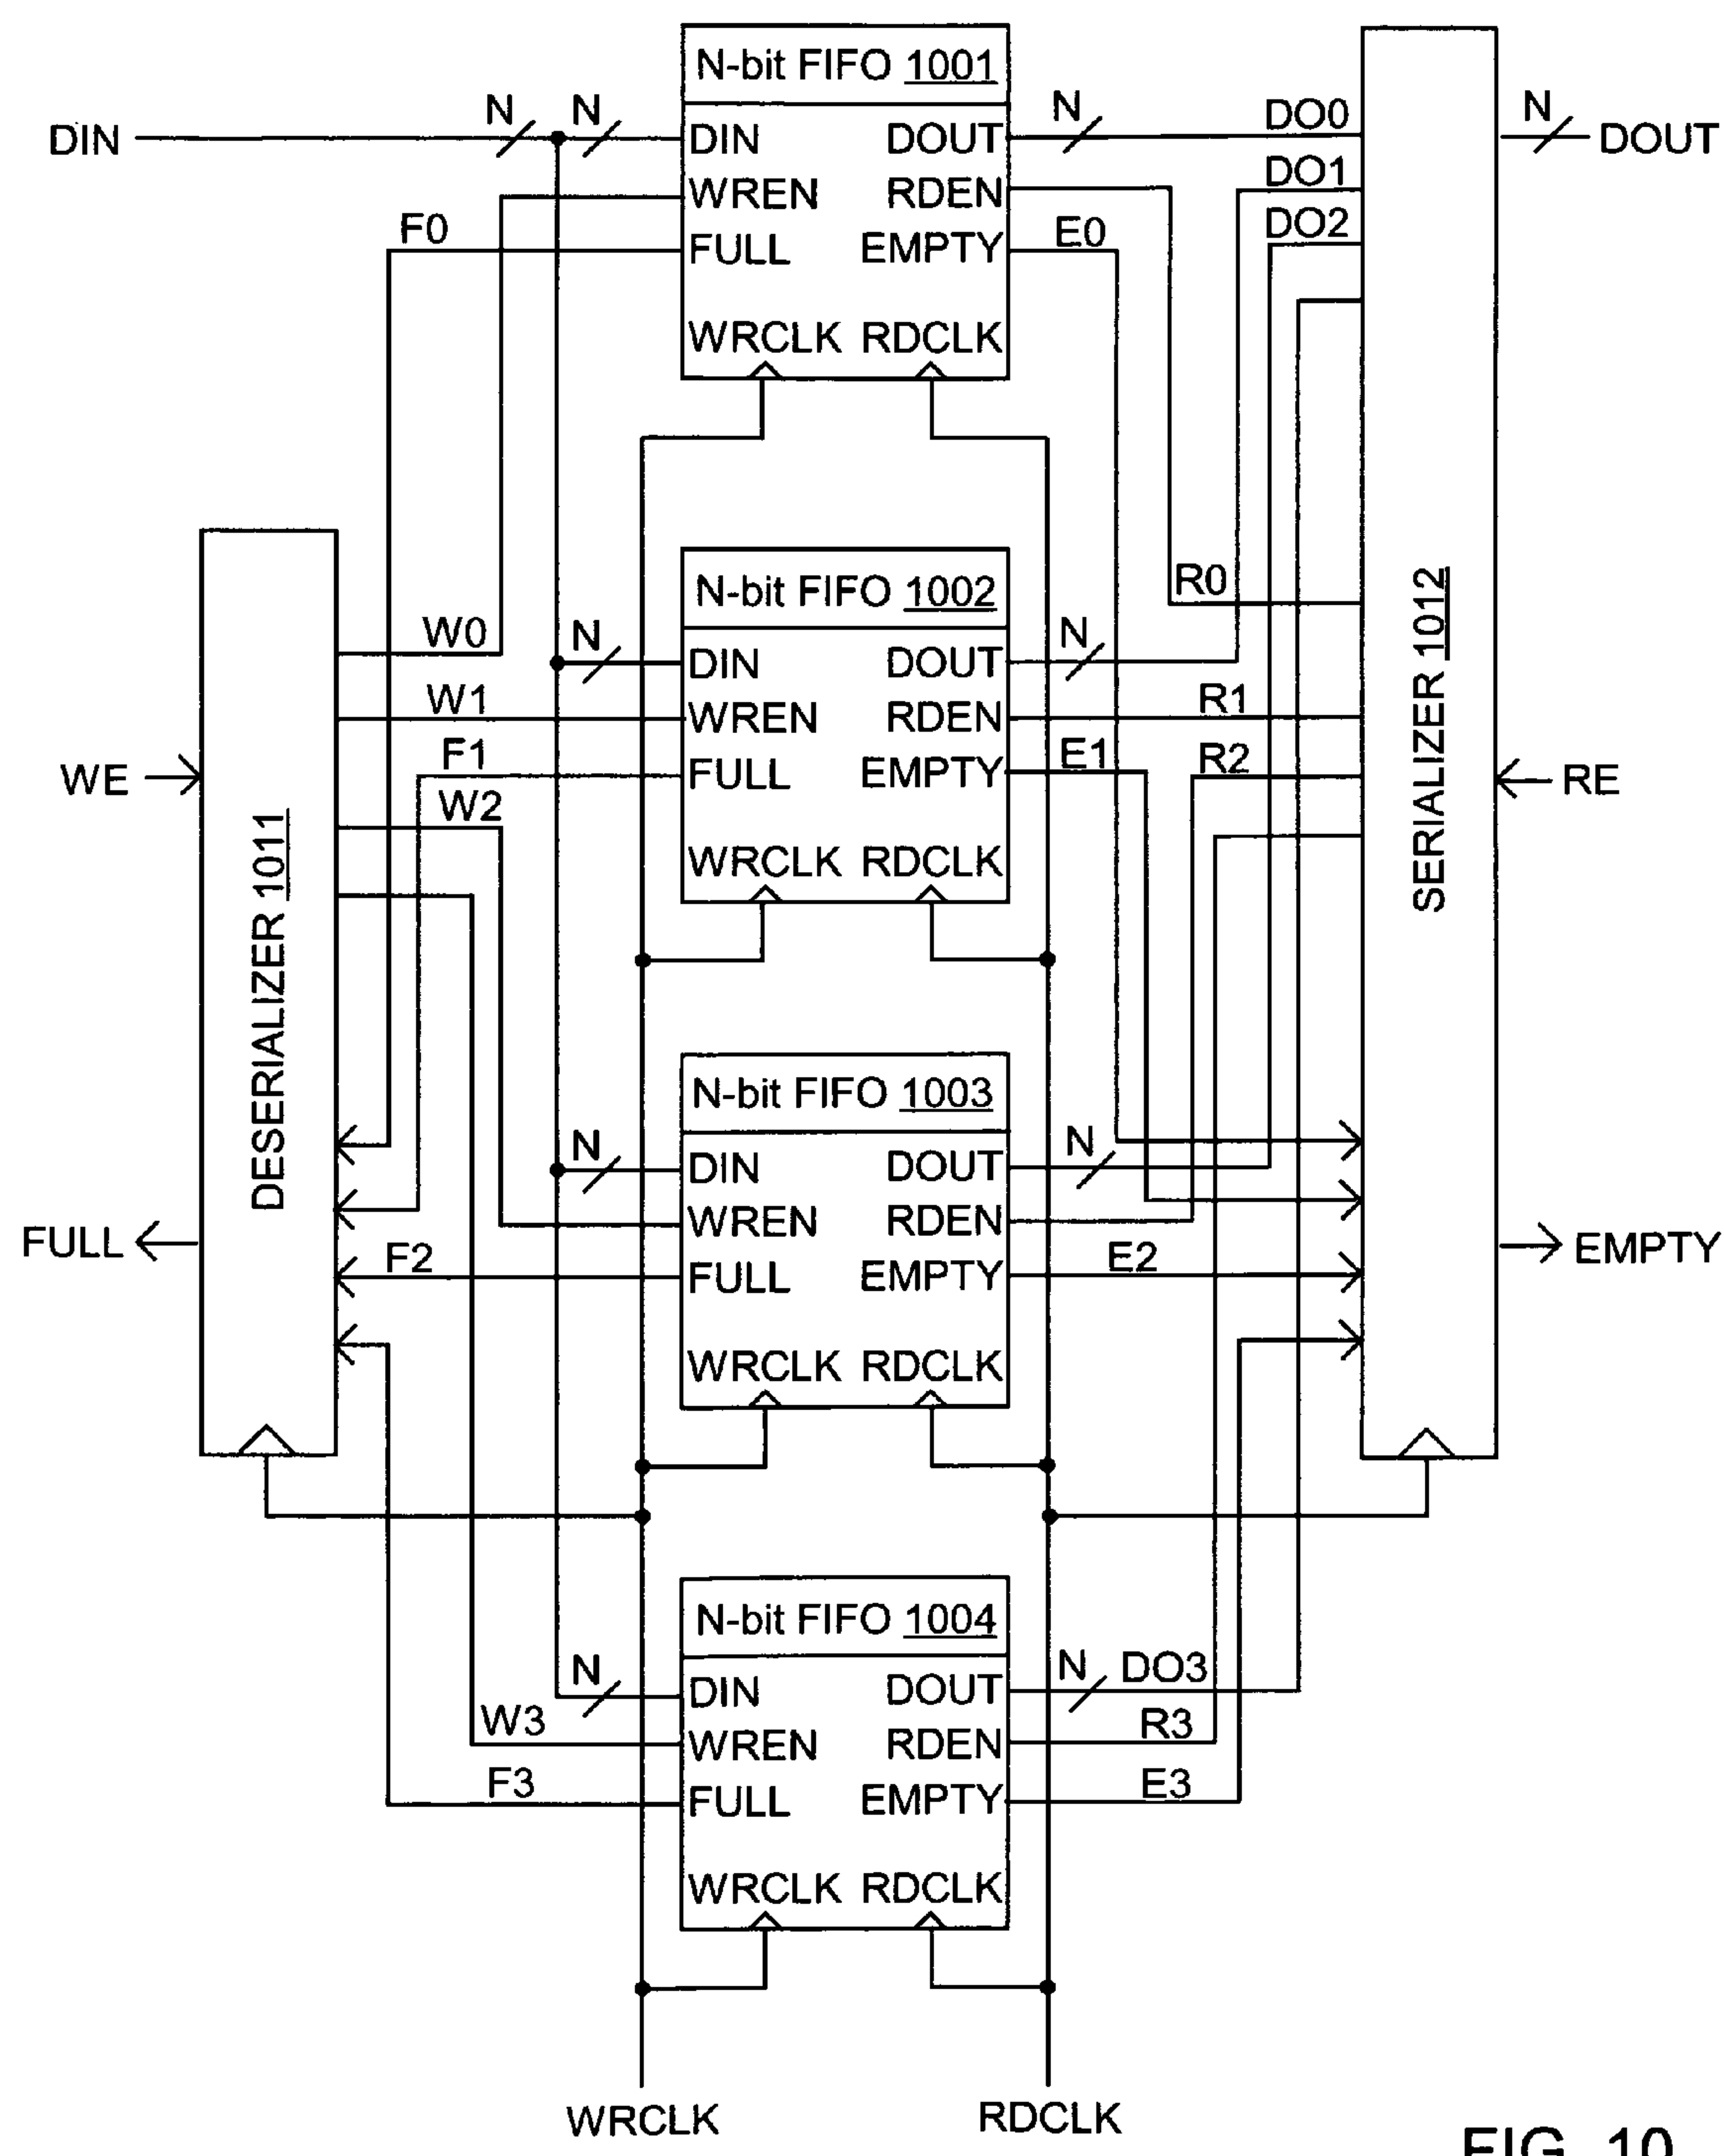 N-bit FIFO 1001
DIN
N
N
DIN
WREN
FULL
WRCLK
DOUT
RDEN
EMPTY
RDCLK
N
DO0
DO1
DO2
N
DOUT
F0
E0
R0
N-bit FIFO 1002
N
DIN
WREN
FULL
WRCLK
DOUT
RDEN
EMPTY
RDCLK
N
W0
W1
F1
W2
E1
R1
R2
WE
RE
DESERIALIZER 1011
SERIALIZER 1012
N-bit FIFO 1003
N
DIN
WREN
FULL
WRCLK
DOUT
RDEN
EMPTY
RDCLK
N
F2
E2
FULL
EMPTY
N-bit FIFO 1004
N
DIN
WREN
FULL
WRCLK
DOUT
RDEN
EMPTY
RDCLK
N
DO3
W3
R3
F3
E3
WRCLK
RDCLK
FIG. 10